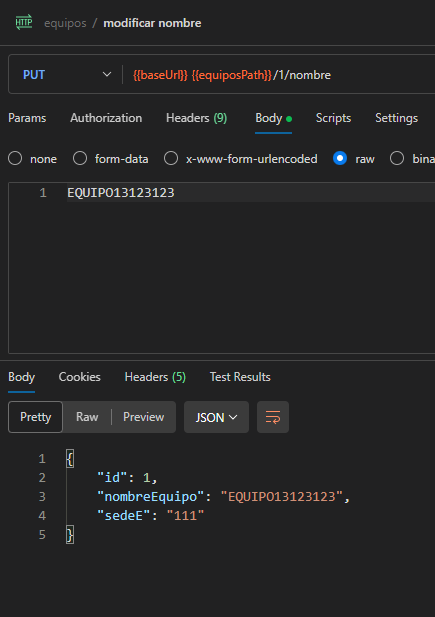 HTTP equipos / modificar nombre
PUT {{baseUrl}} {{equiposPath}}/1/nombre
Params Authorization Headers (9) Body Scripts Settings
none form-data x-www-form-urlencoded raw bina
1 EQUIPO13123123
Body Cookies Headers (5) Test Results
Pretty Raw Preview JSON
1 {
2 "id": 1,
3 "nombreEquipo": "EQUIPO13123123",
4 "sedeE": "111"
5 }